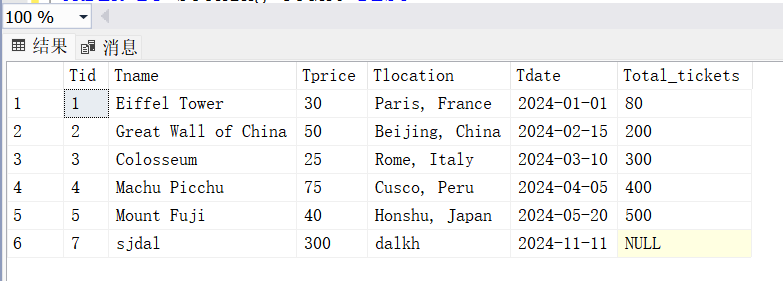 100 %
结果 消息
Tid Tname Tprice Tlocation Tdate Total_tickets
1 1 Eiffel Tower 30 Paris, France 2024-01-01 80
2 2 Great Wall of China 50 Beijing, China 2024-02-15 200
3 3 Colosseum 25 Rome, Italy 2024-03-10 300
4 4 Machu Picchu 75 Cusco, Peru 2024-04-05 400
5 5 Mount Fuji 40 Honshu, Japan 2024-05-20 500
6 7 sjdal 300 dalkh 2024-11-11 NULL